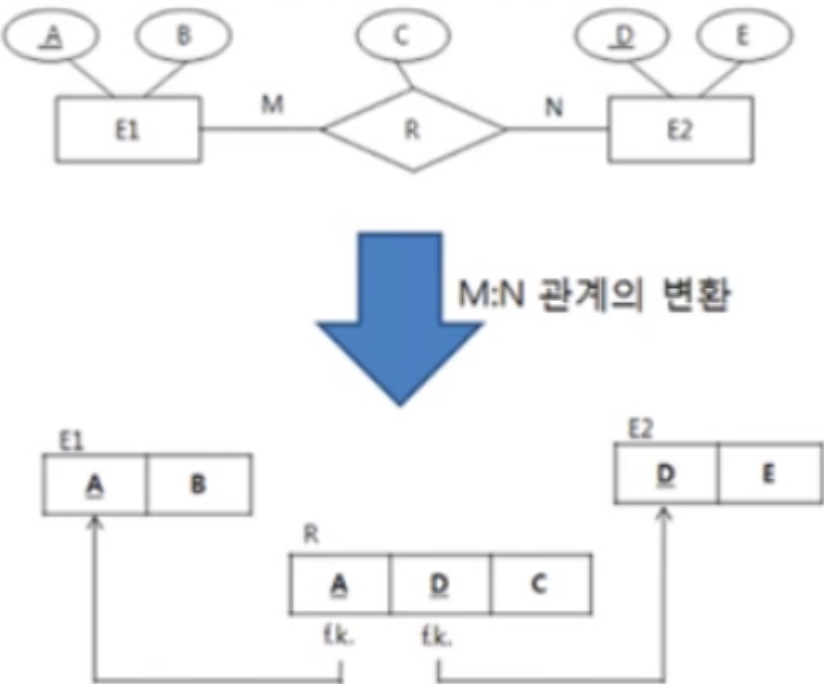 A B C D E
M N
E1 R E2
M:N 관계의 변환
E1 E2
A B D E
R
A D C
f.k. f.k.